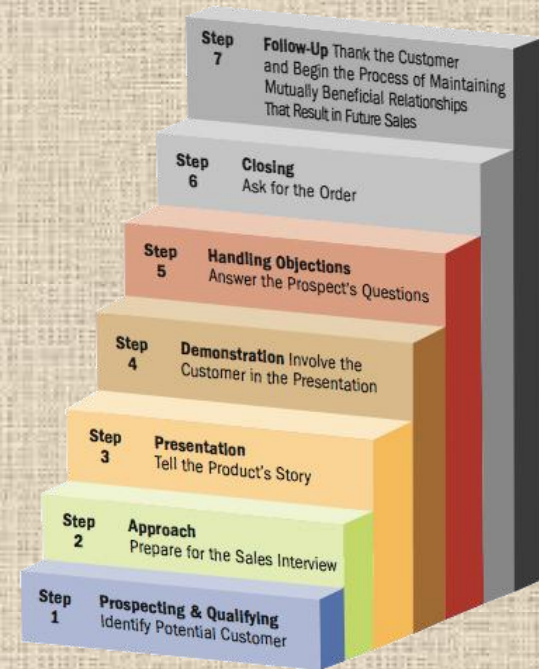 Step
7
Follow-Up Thank the Customer
and Begin the Process of Maintaining
Mutually Beneficial Relationships
That Result in Future Sales
Step
6
Closing
Ask for the Order
Step
5
Handling Objections
Answer the Prospect's Questions
Step
4
Demonstration Involve the
Customer in the Presentation
Step
3
Presentation
Tell the Product's Story
Step
2
Approach
Prepare for the Sales Interview
Step
1
Prospecting & Qualifying
Identify Potential Customer